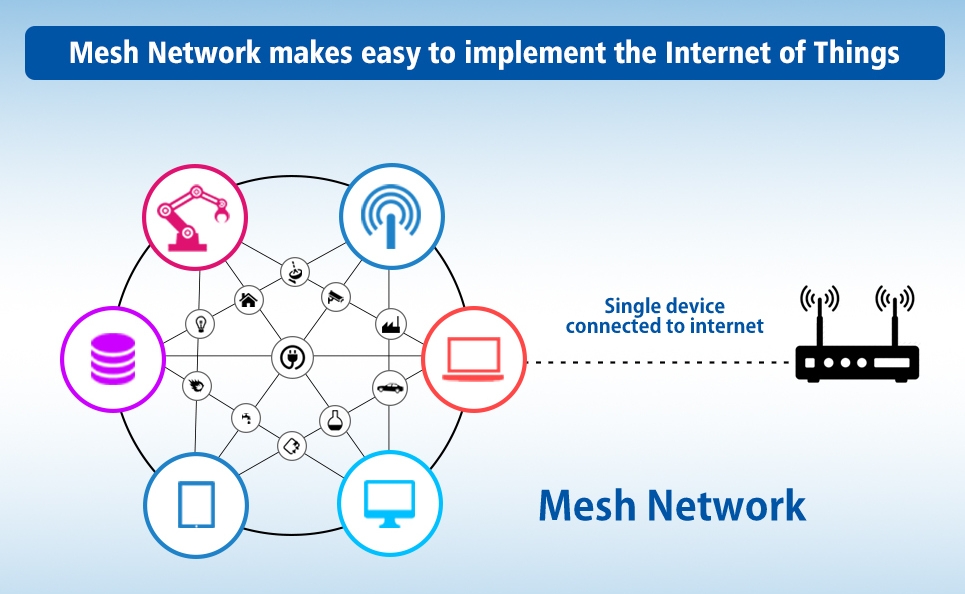 Mesh Network makes easy to implement the Internet of Things
Single device
connected to internet
Mesh Network